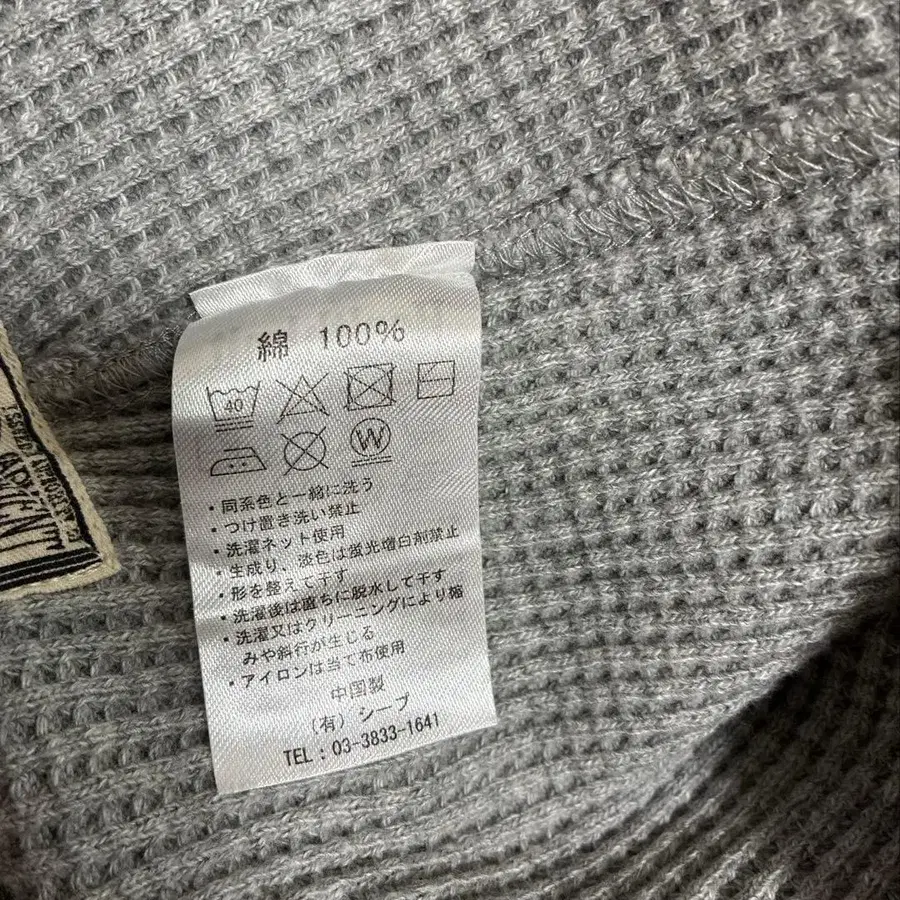 綿 100%
40
W
・同系色と一緒に洗う
・つけ置き洗い禁止
・洗濯ネット使用
・生成り、淡色は蛍光増白剤禁止
・形を整えて干す
・洗濯後は直ちに脱水して干す
・洗濯又はクリーニングにより縮
みや斜行が生じる
・アイロンは当て布使用
中国製
（有）シープ
TEL：03-3833-1641